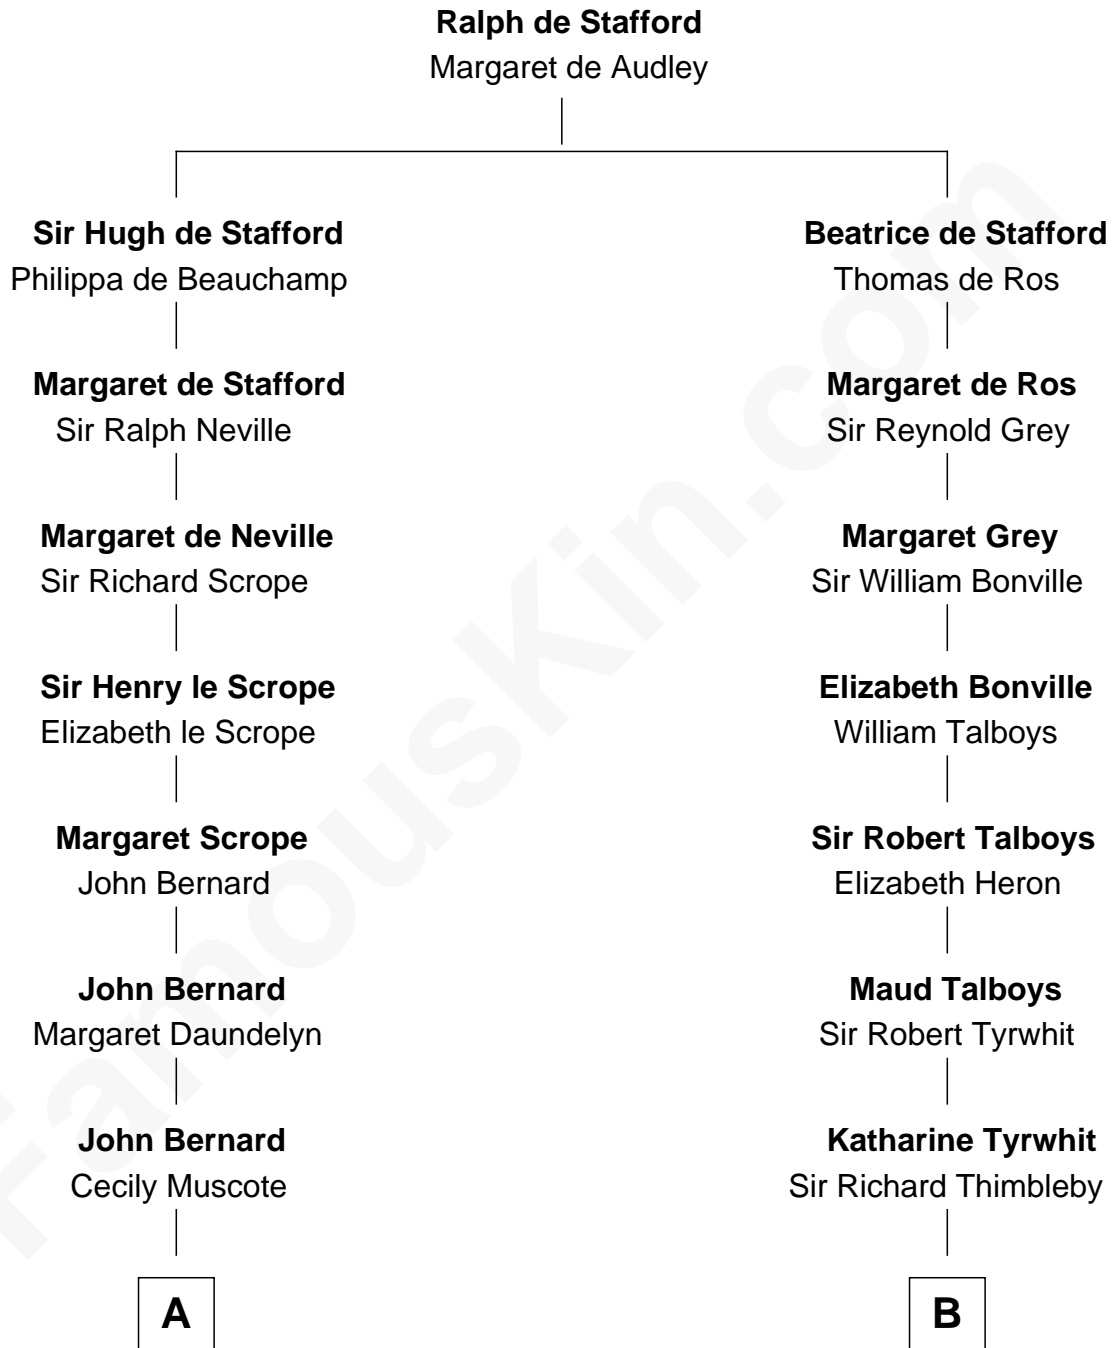 Ralph de Stafford
Margaret de Audley
Sir Hugh de Stafford
Philippa de Beauchamp
Beatrice de Stafford
Thomas de Ros
Margaret de Stafford
Sir Ralph Neville
Margaret de Ros
Sir Reynold Grey
Margaret de Neville
Sir Richard Scrope
Margaret Grey
Sir William Bonville
Sir Henry le Scrope
Elizabeth le Scrope
Elizabeth Bonville
William Talboys
Margaret Scrope
John Bernard
Sir Robert Talboys
Elizabeth Heron
John Bernard
Margaret Daundelyn
Maud Talboys
Sir Robert Tyrwhit
John Bernard
Cecily Muscote
Katharine Tyrwhit
Sir Richard Thimbleby
A
B
FamousKin.com